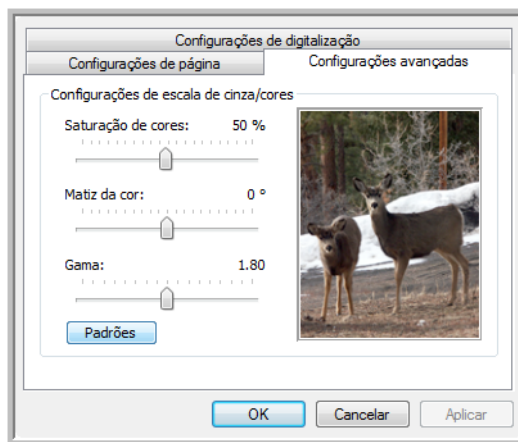 Configurações de digitalização
Configurações de página
Configurações avançadas
Configurações de escala de cinza/cores
Saturação de cores: 50 %
Matiz da cor: 0 °
Gama: 1.80
Padrões
OK
Cancelar
Aplicar